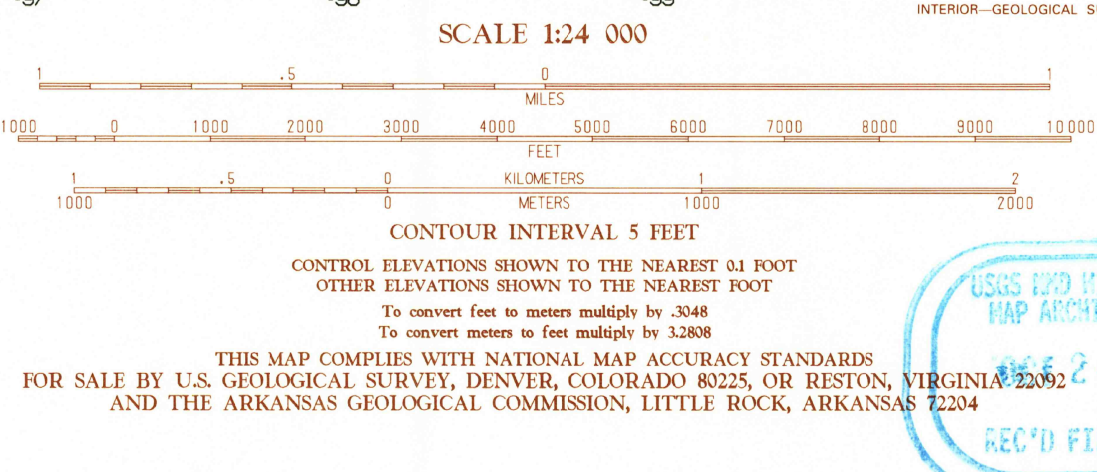 INTERIOR—GEOLOGICAL
SCALE 1:24 000
1 .5 0 1
MILES
1000 0 1000 2000 3000 4000 5000 6000 7000 8000 9000 10 000
FEET
1 .5 0 KILOMETERS 1 2
1000 0 METERS 1000 2000
CONTOUR INTERVAL 5 FEET
CONTROL ELEVATIONS SHOWN TO THE NEAREST 0.1 FOOT
OTHER ELEVATIONS SHOWN TO THE NEAREST FOOT
To convert feet to meters multiply by .3048
To convert meters to feet multiply by 3.2808
THIS MAP COMPLIES WITH NATIONAL MAP ACCURACY STANDARDS
FOR SALE BY U.S. GEOLOGICAL SURVEY, DENVER, COLORADO 80225, OR RESTON, VIRGINIA 22092
AND THE ARKANSAS GEOLOGICAL COMMISSION, LITTLE ROCK, ARKANSAS 72204
USGS
MAP
2
REC'D